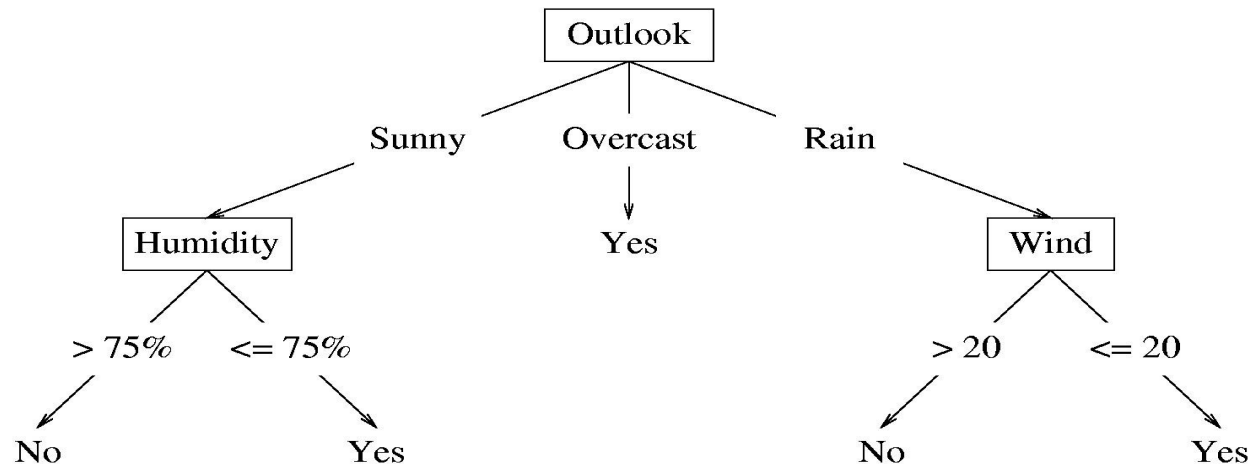 Outlook
Sunny Overcast Rain
Humidity Yes Wind
> 75% <= 75% > 20 <= 20
No Yes No Yes